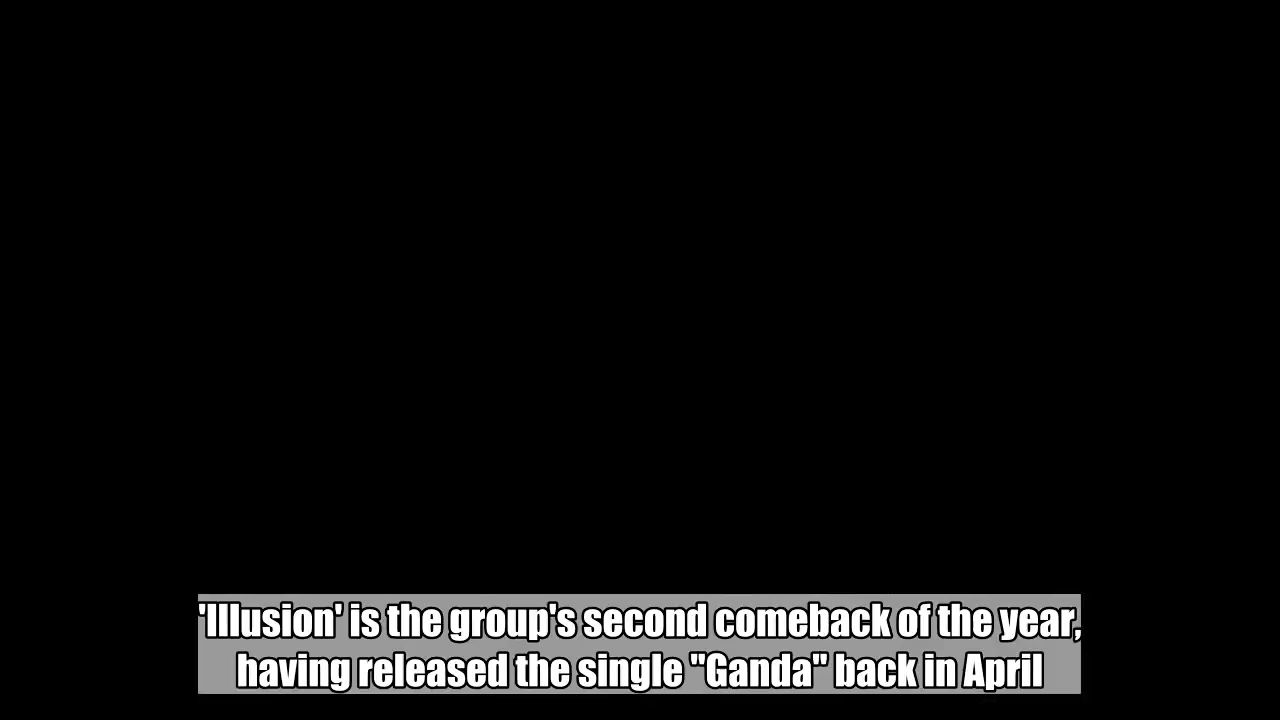 'Illusion' is the group's second comeback of the year,
having released the single "Ganda" back in April